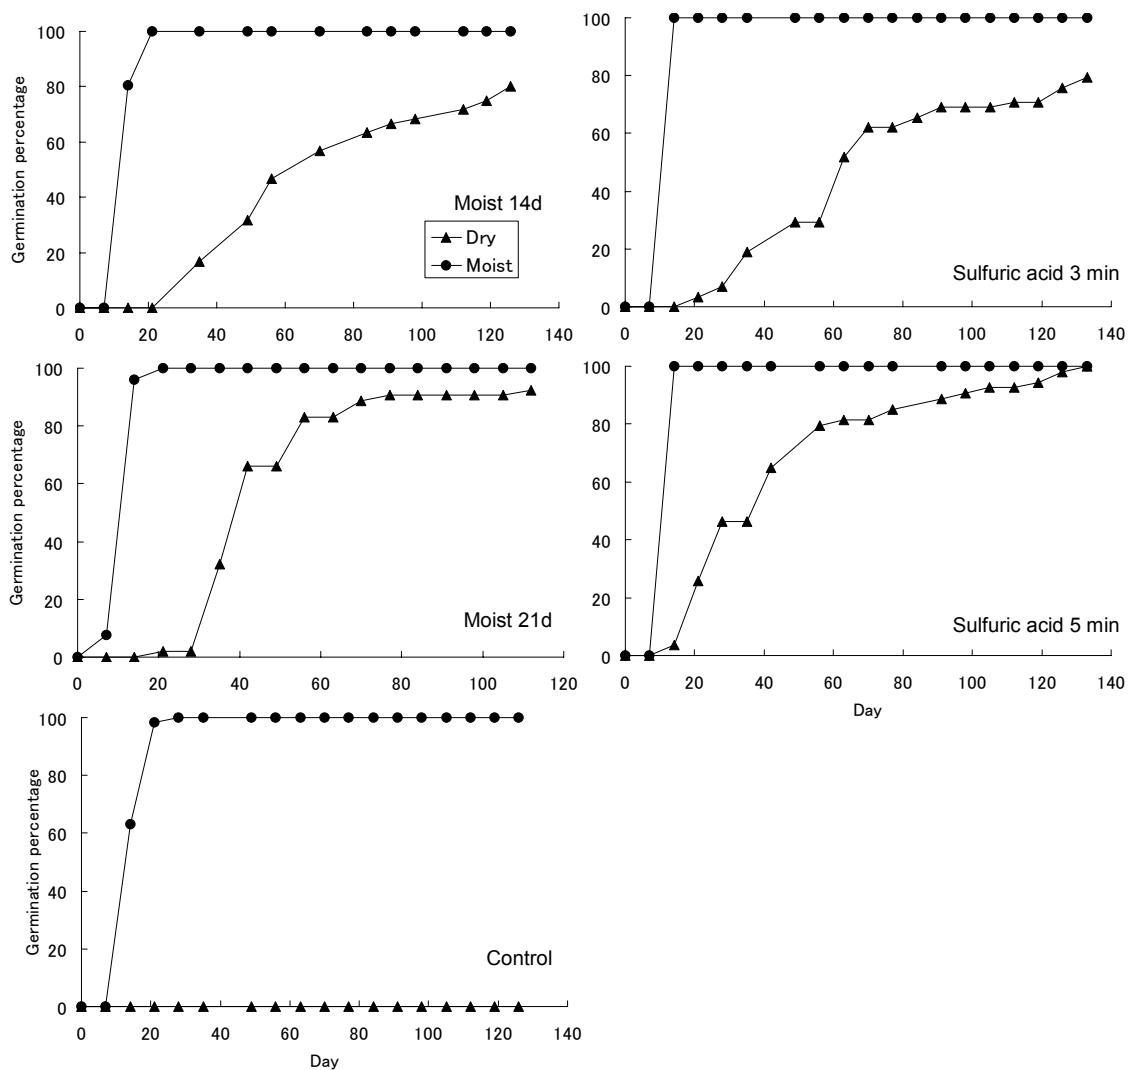 100
80
60
40
20
0
Germination percentage
Moist 14d
Dry
Moist
0 20 40 60 80 100 120 140
100
80
60
40
20
0
Sulfuric acid 3 min
0 20 40 60 80 100 120 140
100
80
60
40
20
0
Germination percentage
Moist 21d
0 20 40 60 80 100 120
100
80
60
40
20
0
Sulfuric acid 5 min
0 20 40 60 80 100 120 140
Day
100
80
60
40
20
0
Germination percentage
Control
0 20 40 60 80 100 120 140
Day